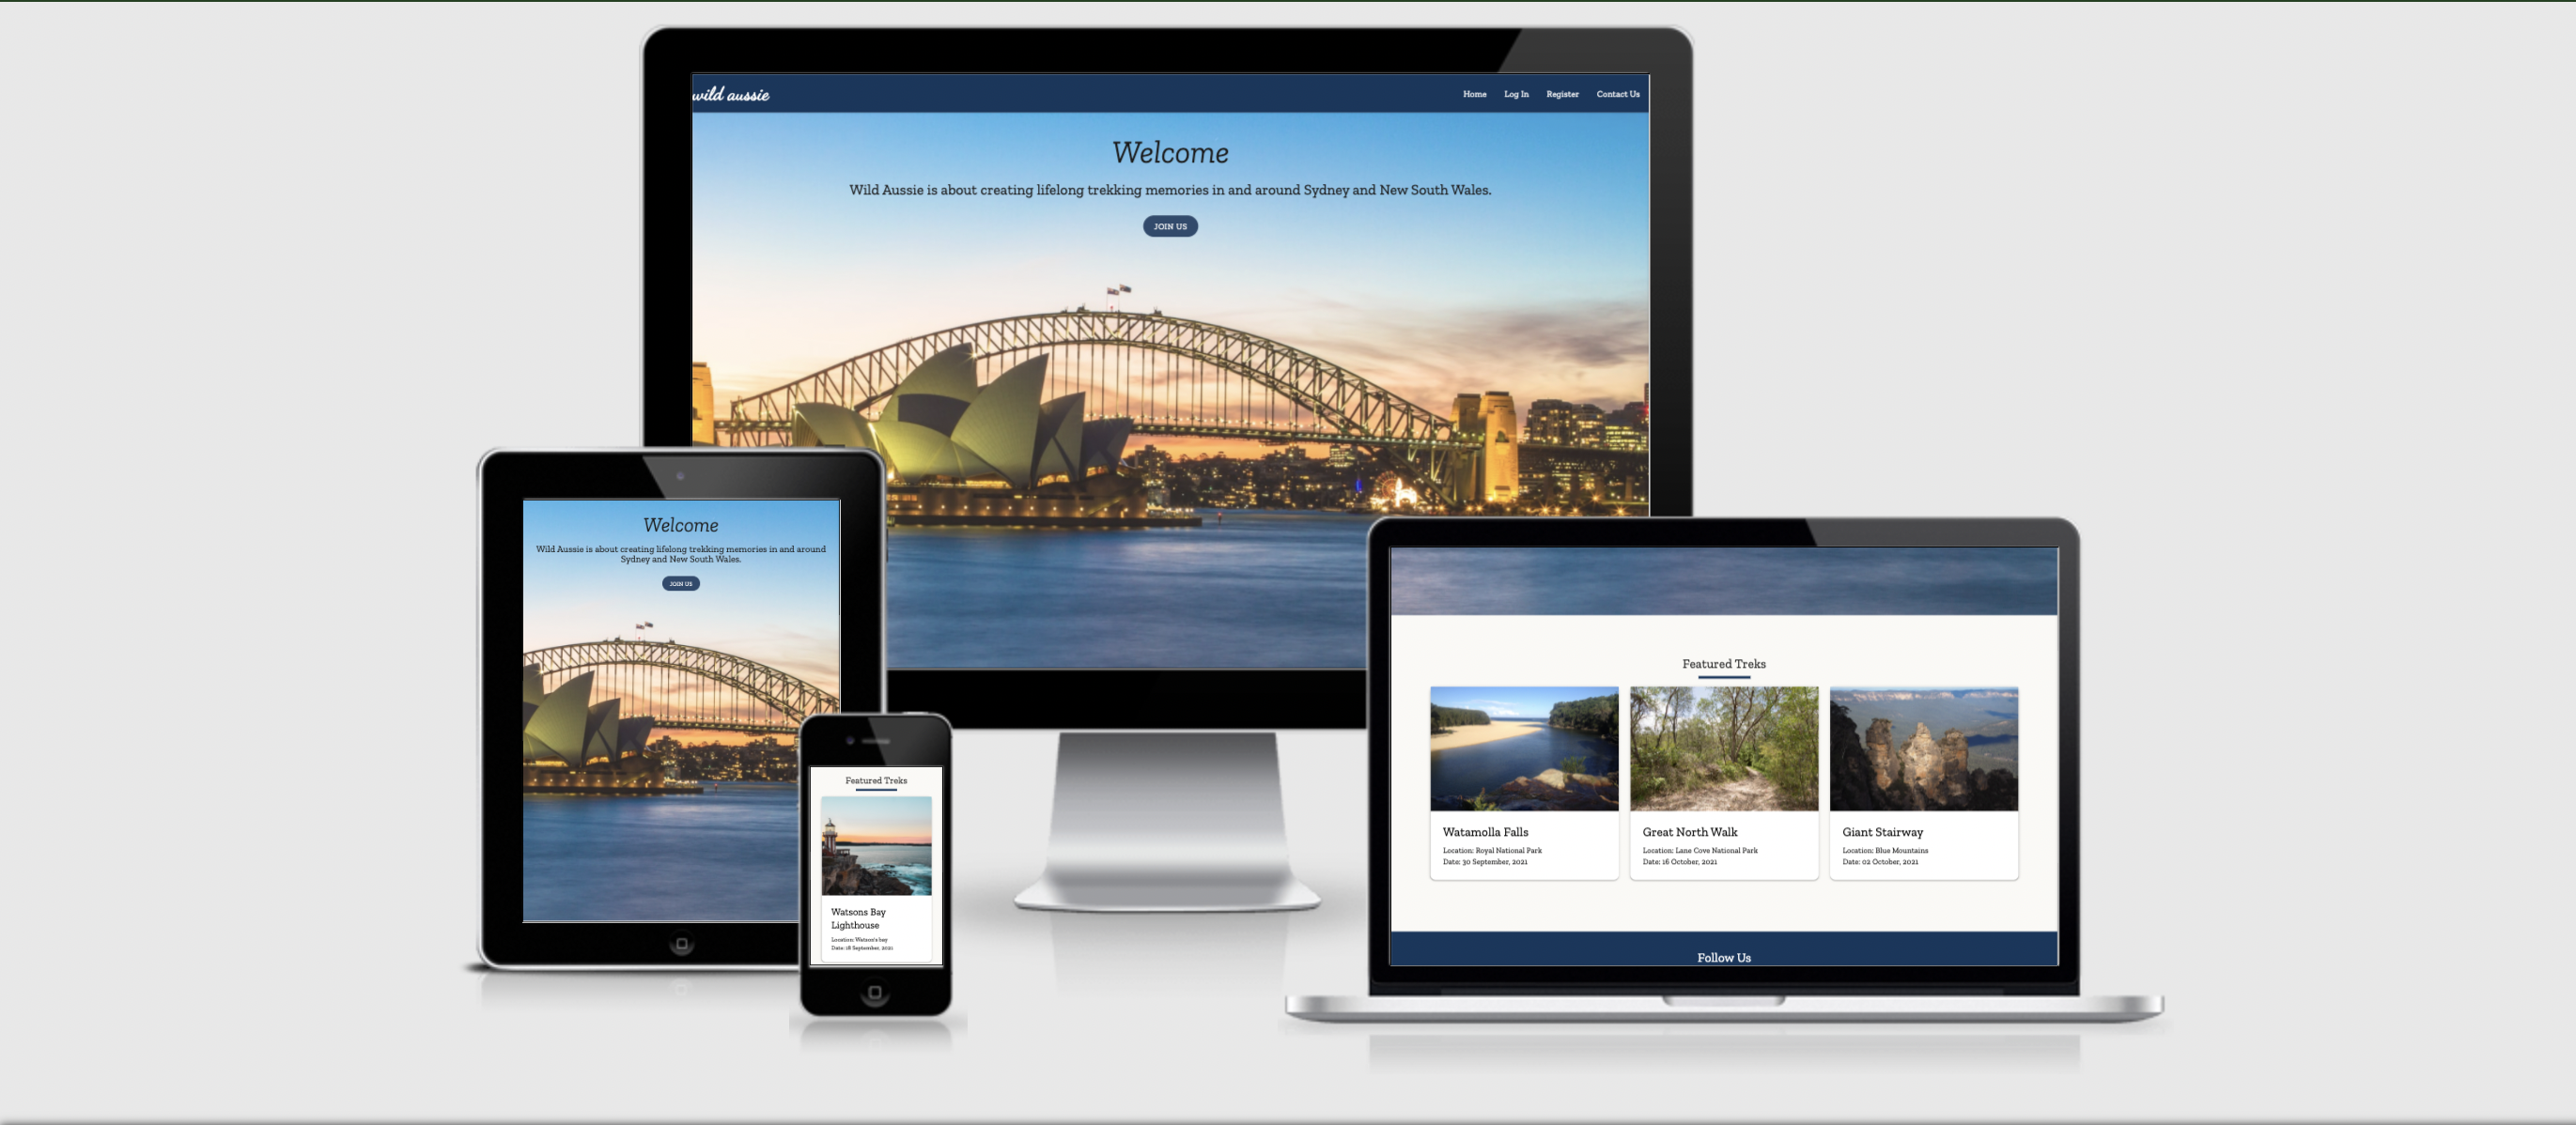 wild aussie
Home Log In Register Contact Us
Welcome
Wild Aussie is about creating lifelong trekking memories in and around Sydney and New South Wales.
JOIN US
Welcome
Wild Aussie is about creating lifelong trekking memories in and around
Sydney and New South Wales.
JOIN US
Featured Treks
Watsons Bay
Lighthouse
Location: Watson's bay
Date: 18 September, 2021
Featured Treks
Watamolla Falls
Location: Royal National Park
Date: 30 September, 2021
Great North Walk
Location: Lane Cove National Park
Date: 16 October, 2021
Giant Stairway
Location: Blue Mountains
Date: 02 October, 2021
Follow Us